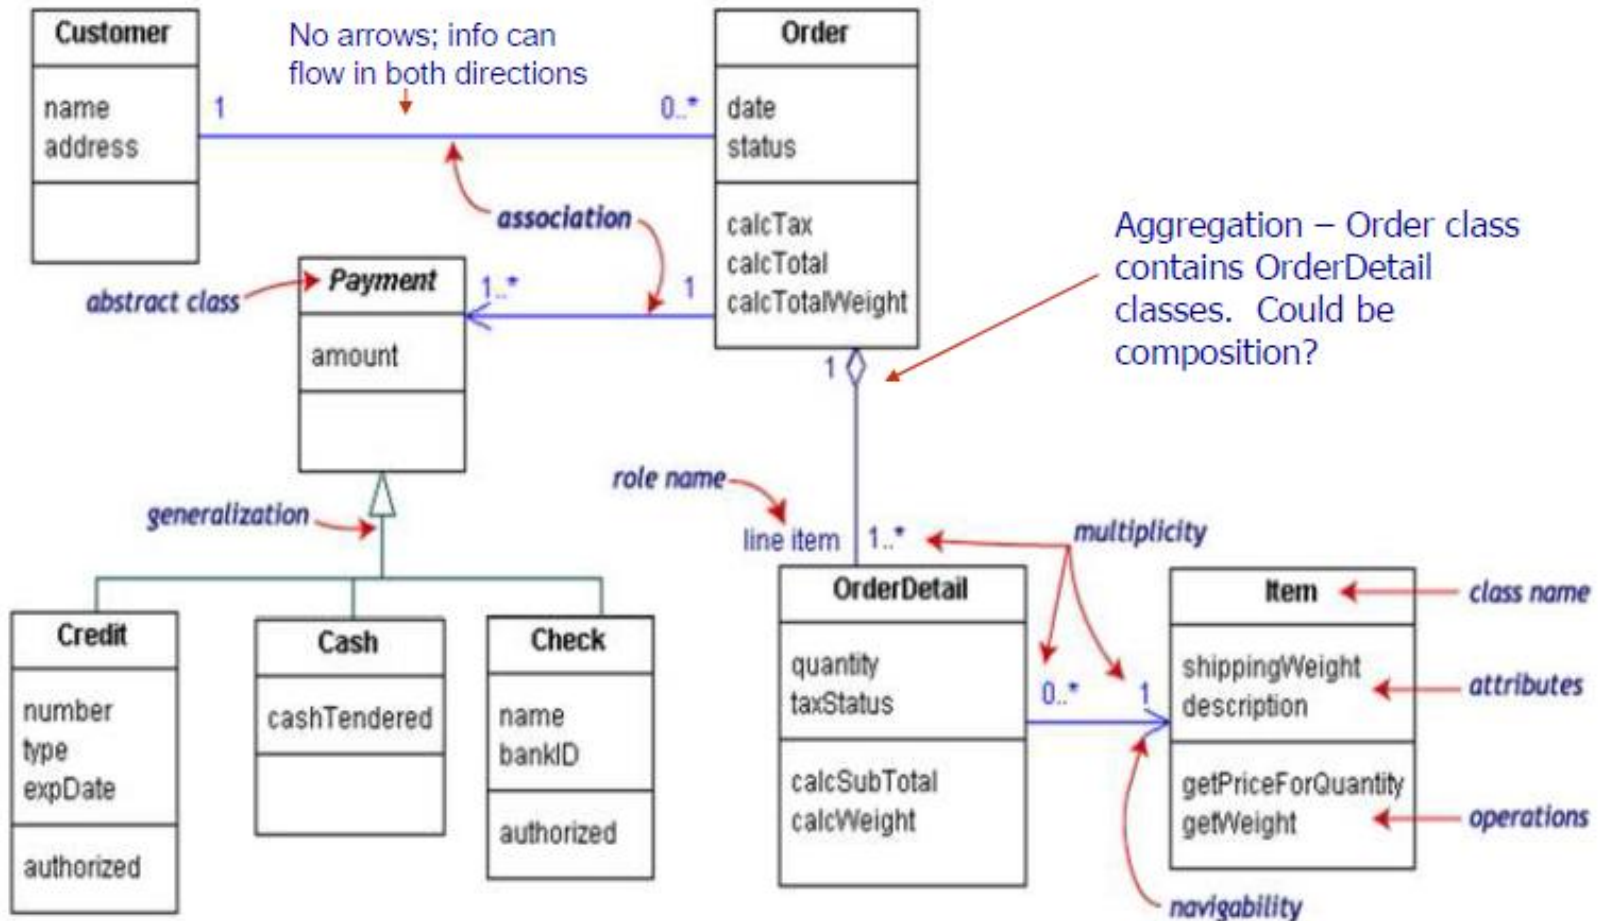 Customer
name
address
No arrows; info can
flow in both directions
1
0..*
Order
date
status
calcTax
calcTotal
calcTotalWeight
association
abstract class
Payment
amount
1..*
1
Aggregation – Order class
contains OrderDetail
classes.  Could be
composition?
1
generalization
role name
line item
1..*
multiplicity
Credit
number
type
expDate
authorized
Cash
cashTendered
Check
name
bankID
authorized
OrderDetail
quantity
taxStatus
calcSubTotal
calcWeight
0..*
1
Item
shippingWeight
description
getPriceForQuantity
getWeight
class name
attributes
operations
navigability